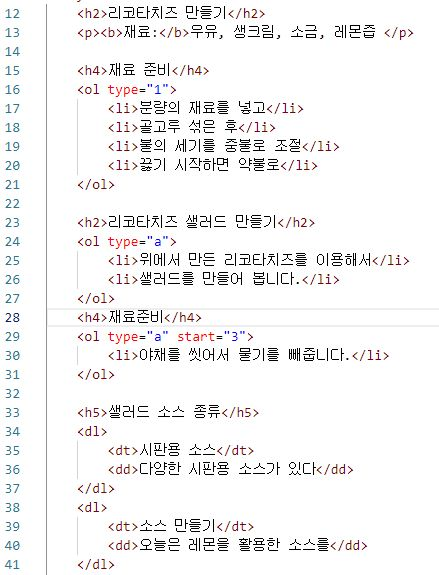 12 <h2>리코타치즈 만들기</h2>
13 <p><b>재료:</b>우유, 생크림, 소금, 레몬즙 </p>
14
15 <h4>재료 준비</h4>
16 <ol type="1">
17 <li>분량의 재료를 넣고</li>
18 <li>골고루 섞은 후</li>
19 <li>불의 세기를 중불로 조절</li>
20 <li>끓기 시작하면 약불로</li>
21 </ol>
22
23 <h2>리코타치즈 샐러드 만들기</h2>
24 <ol type="a">
25 <li>위에서 만든 리코타치즈를 이용해서</li>
26 <li>샐러드를 만들어 봅니다.</li>
27 </ol>
28 <h4>재료준비</h4>
29 <ol type="a" start="3">
30 <li>야채를 씻어서 물기를 빼줍니다.</li>
31 </ol>
32
33 <h5>샐러드 소스 종류</h5>
34 <dl>
35 <dt>시판용 소스</dt>
36 <dd>다양한 시판용 소스가 있다</dd>
37 </dl>
38 <dl>
39 <dt>소스 만들기</dt>
40 <dd>오늘은 레몬을 활용한 소스를</dd>
41 </dl>